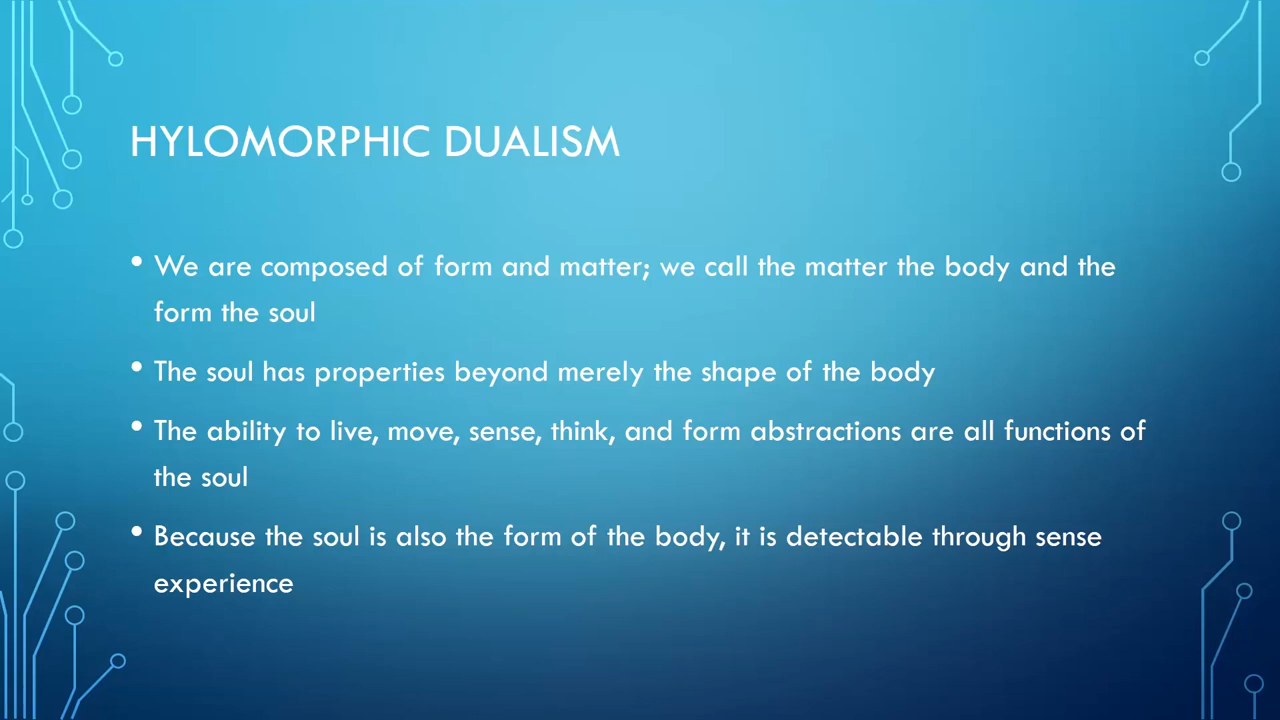 HYLOMORPHIC DUALISM
• We are composed of form and matter; we call the matter the body and the
form the soul
• The soul has properties beyond merely the shape of the body
• The ability to live, move, sense, think, and form abstractions are all functions of
the soul
• Because the soul is also the form of the body, it is detectable through sense
experience